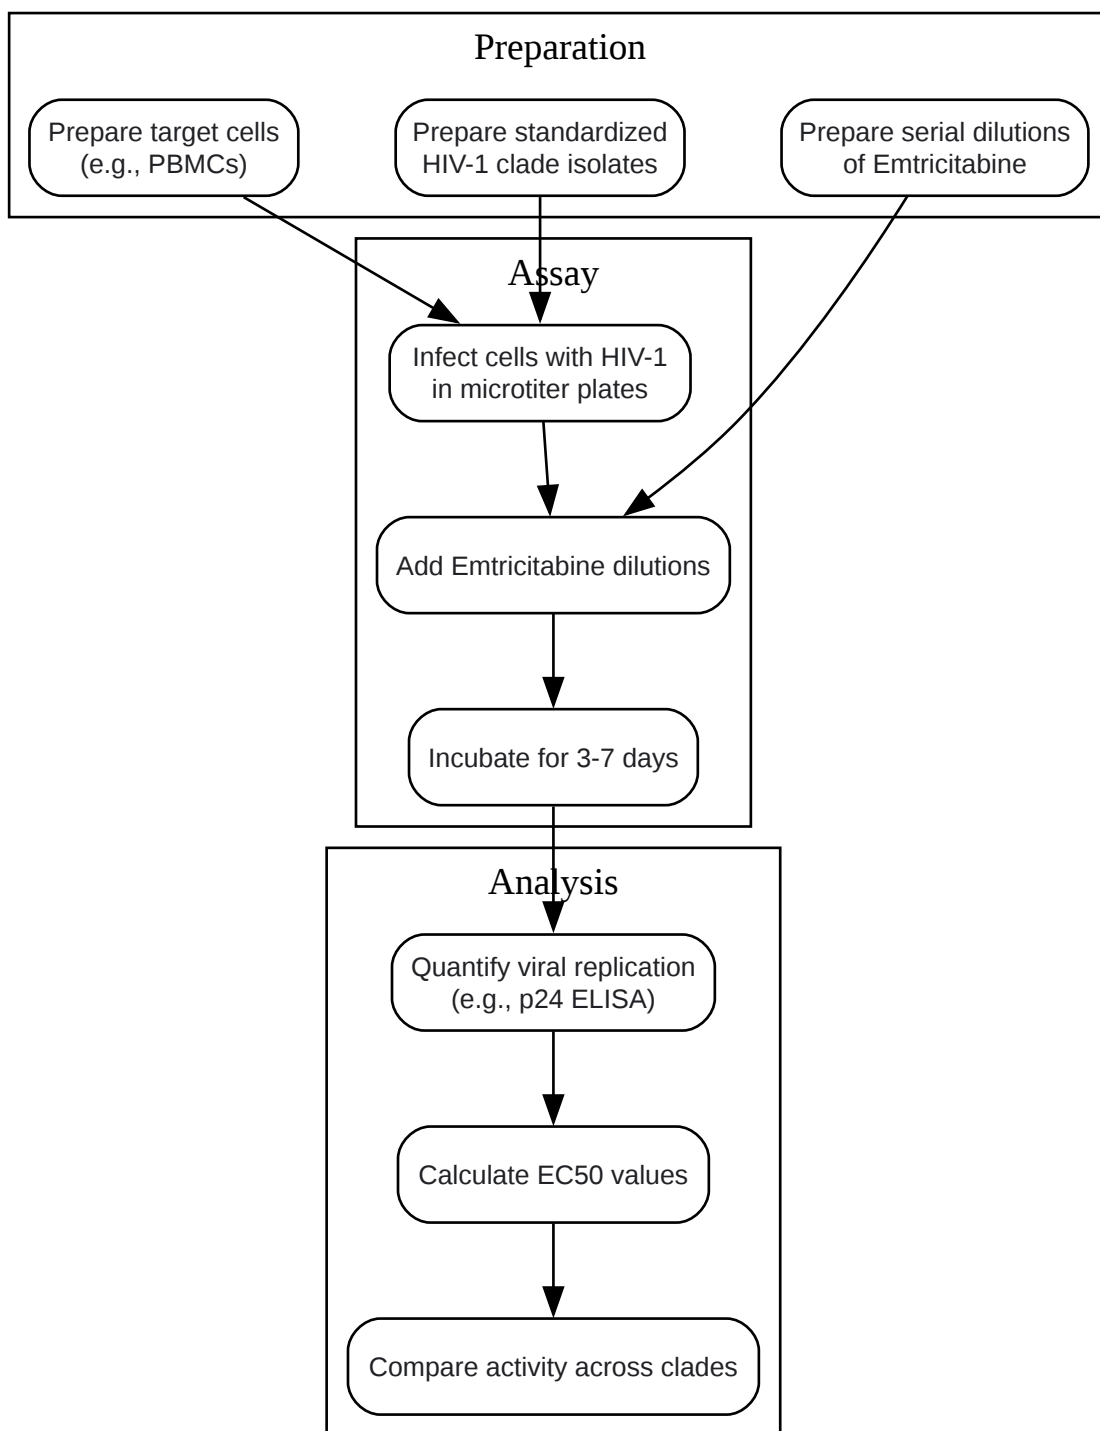 Preparation
Prepare target cells
(e.g., PBMCs)
Prepare standardized
HIV-1 clade isolates
Prepare serial dilutions
of Emtricitabine
Assay
Infect cells with HIV-1
in microtiter plates
Add Emtricitabine dilutions
Incubate for 3-7 days
Analysis
Quantify viral replication
(e.g., p24 ELISA)
Calculate EC50 values
Compare activity across clades